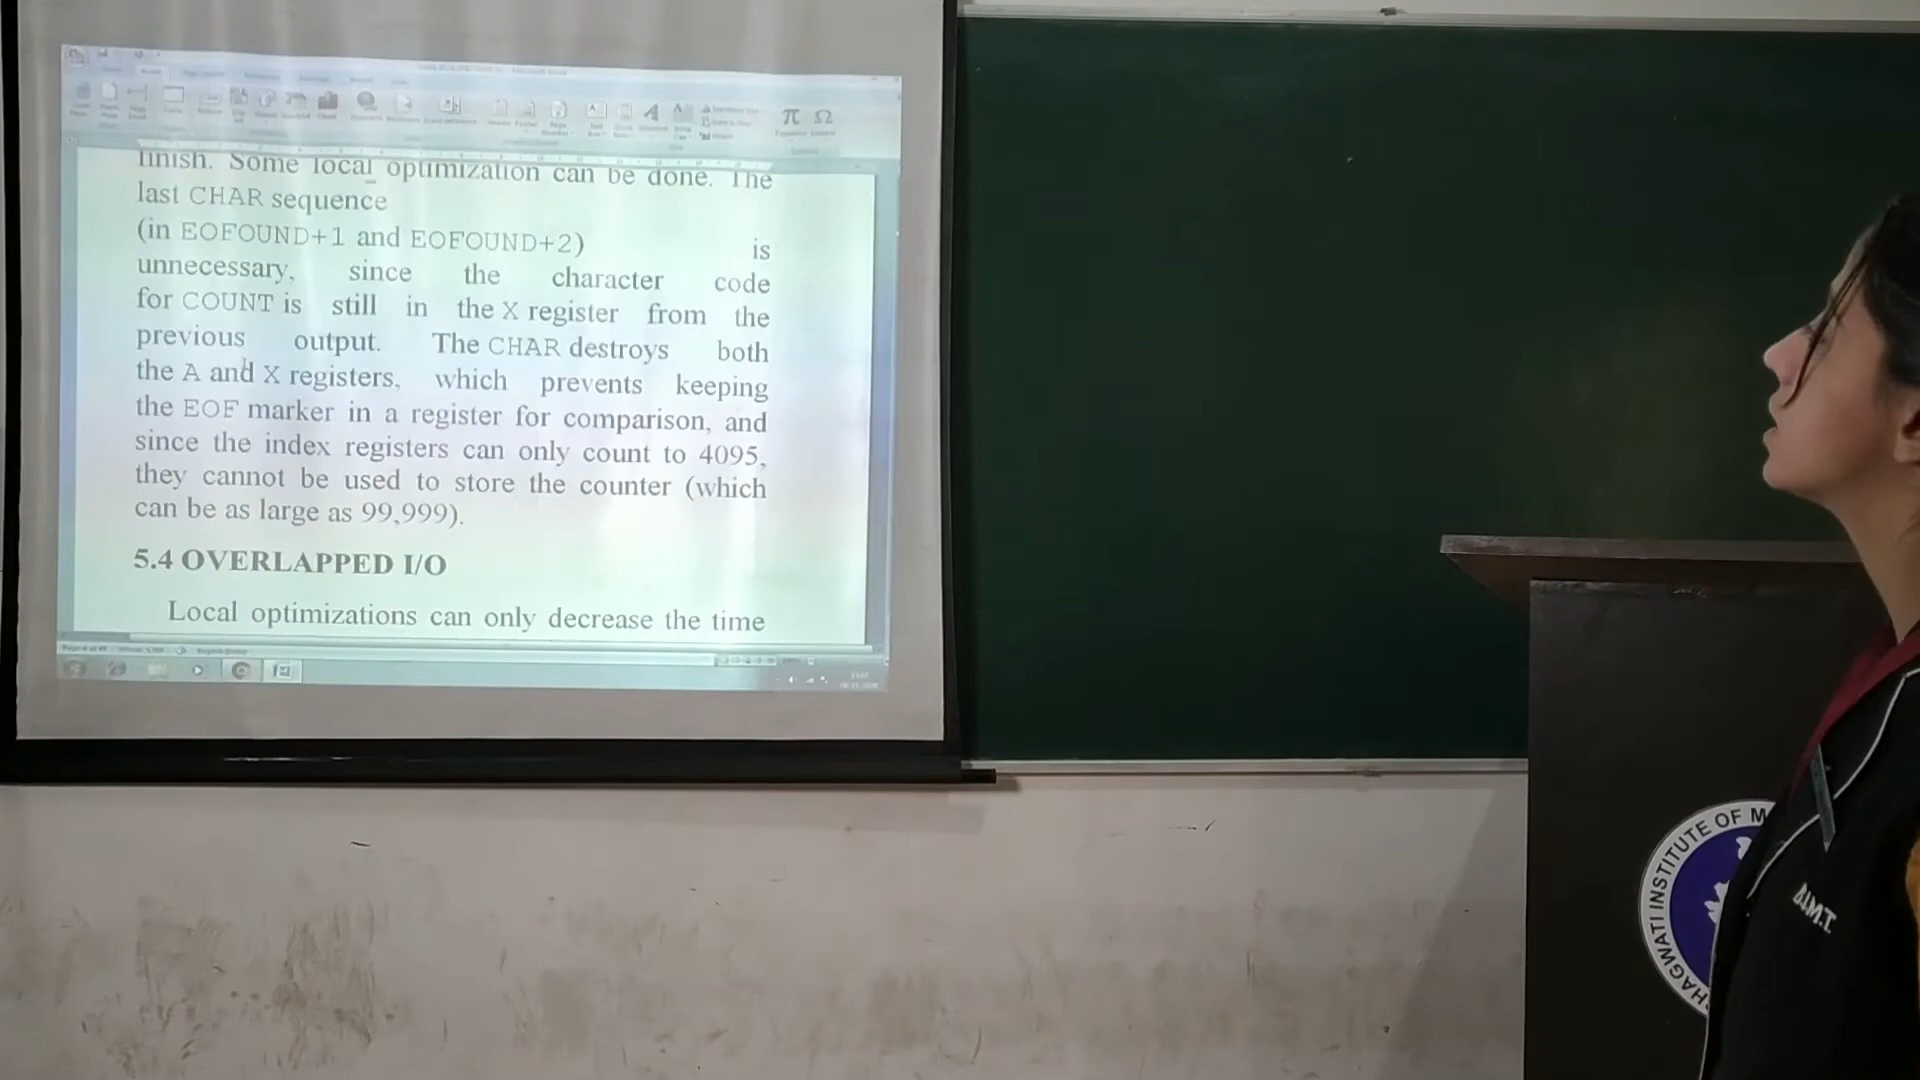 finish. Some local optimization can be done. The
last CHAR sequence
(in EOFOUND+1 and EOFOUND+2) is
unnecessary, since the character code
for COUNT is still in the X register from the
previous output. The CHAR destroys both
the A and X registers, which prevents keeping
the EOF marker in a register for comparison, and
since the index registers can only count to 4095,
they cannot be used to store the counter (which
can be as large as 99,999).
5.4 OVERLAPPED I/O
Local optimizations can only decrease the time
π Ω
HAGWATI INSTITUTE OF M
B.I.M.T.